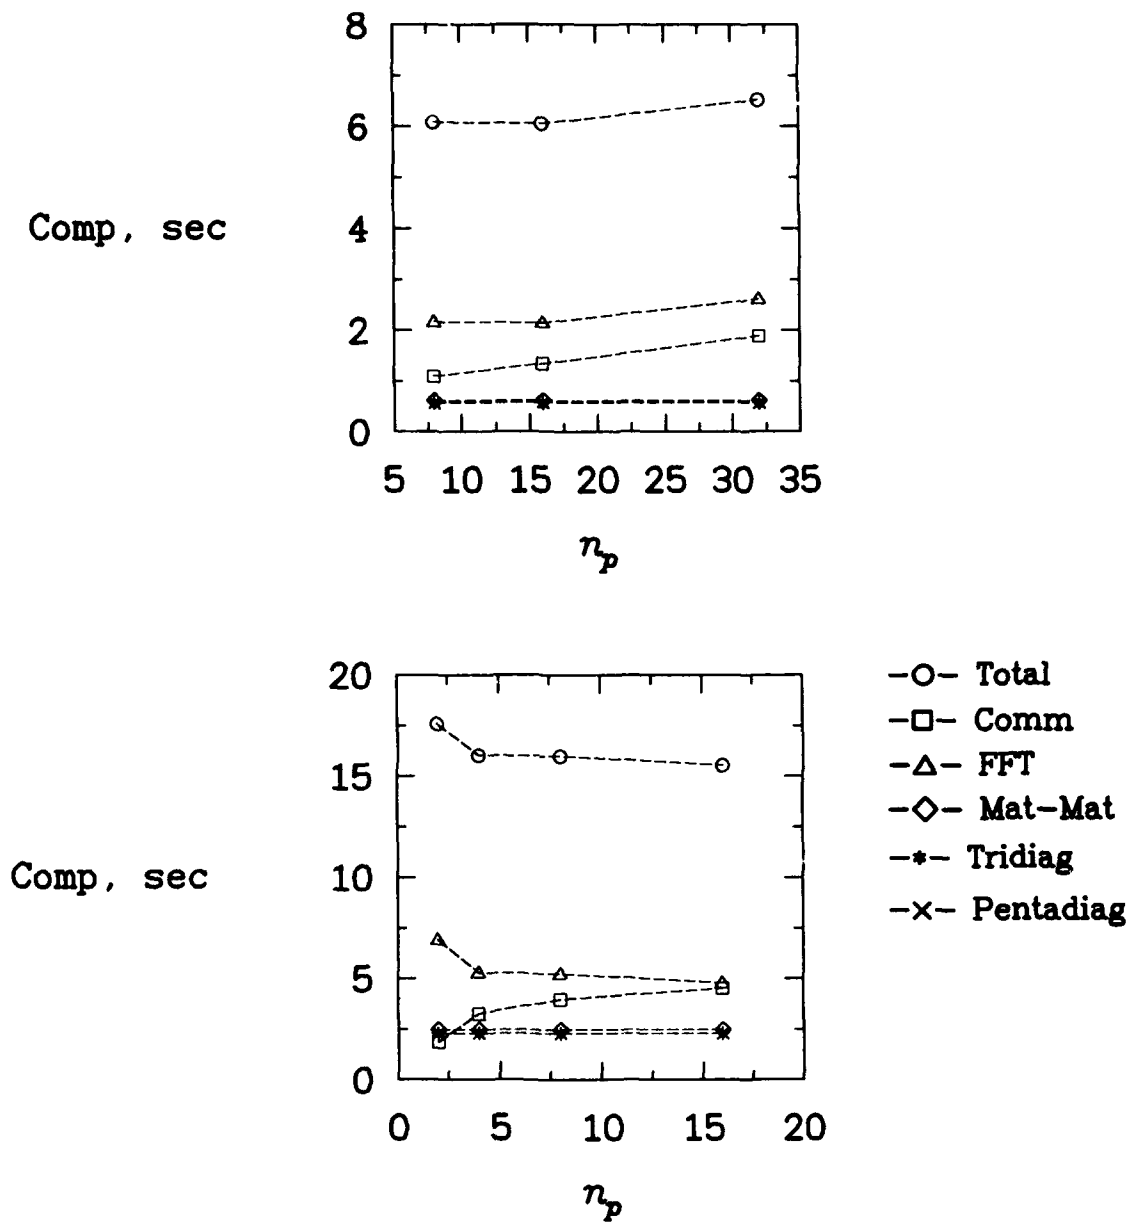 8
6
4
2
0
Comp, sec
5 10 15 20 25 30 35
n_p
20
15
10
5
0
Comp, sec
0 5 10 15 20
n_p
Total
Comm
FFT
Mat-Mat
Tridiag
Pentadiag